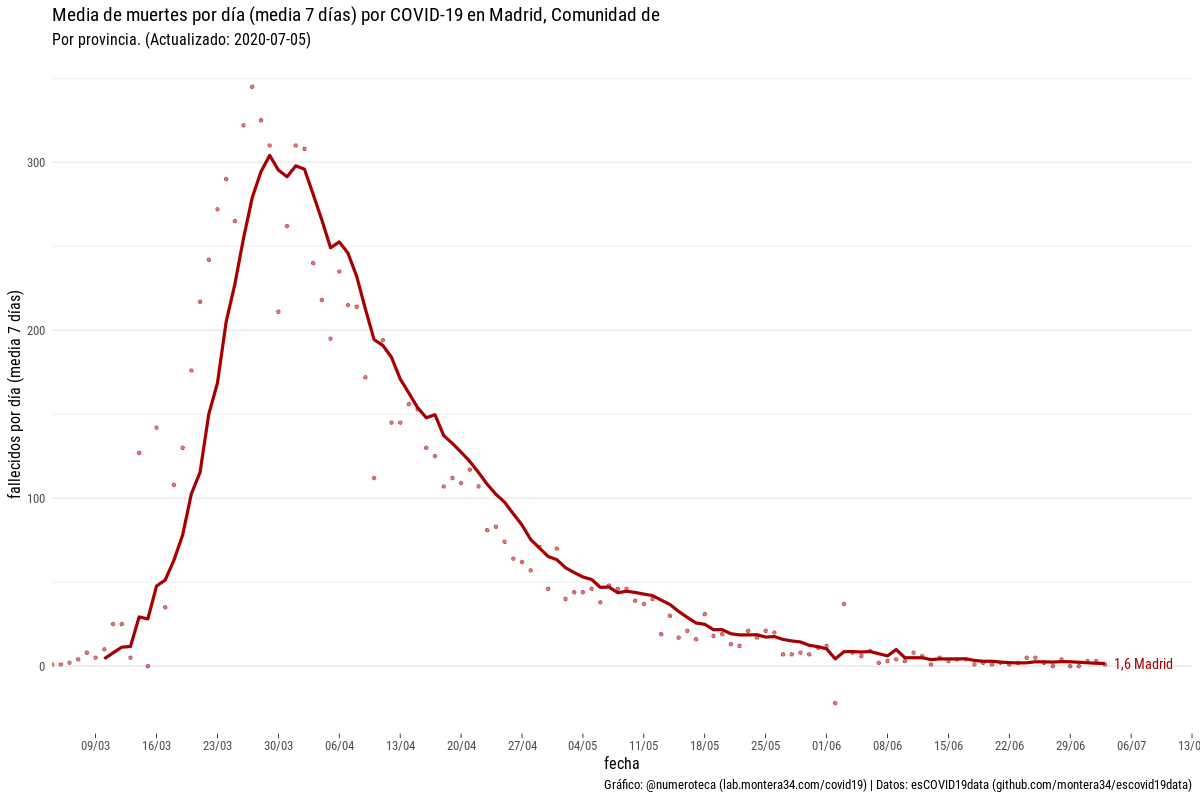 Media de muertes por día (media 7 días) por COVID-19 en Madrid, Comunidad de
Por provincia. (Actualizado: 2020-07-05)
fallecidos por día (media 7 días)
300
200
100
0
1,6 Madrid
09/03 16/03 23/03 30/03 06/04 13/04 20/04 27/04 04/05 11/05 18/05 25/05 01/06 08/06 15/06 22/06 29/06 06/07 13/0
fecha
Gráfico: @numeroteca (lab.montera34.com/covid19) | Datos: esCOVID19data (github.com/montera34/escovid19data)